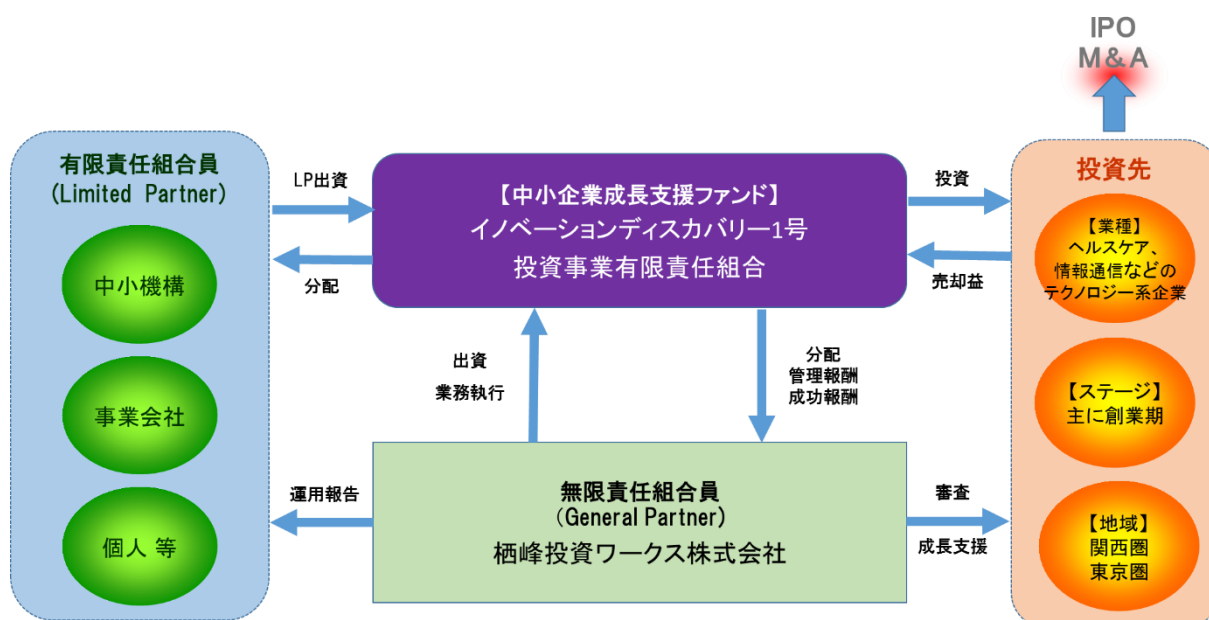 IPO
M&A
有限責任組合員
(Limited Partner)
中小機構
事業会社
個人 等
LP出資
分配
【中小企業成長支援ファンド】
イノベーションディスカバリー1号
投資事業有限責任組合
出資
業務執行
分配
管理報酬
成功報酬
運用報告
無限責任組合員
(General Partner)
栖峰投資ワークス株式会社
投資
売却益
審査
成長支援
投資先
【業種】
ヘルスケア、
情報通信などの
テクノロジー系企業
【ステージ】
主に創業期
【地域】
関西圏
東京圏